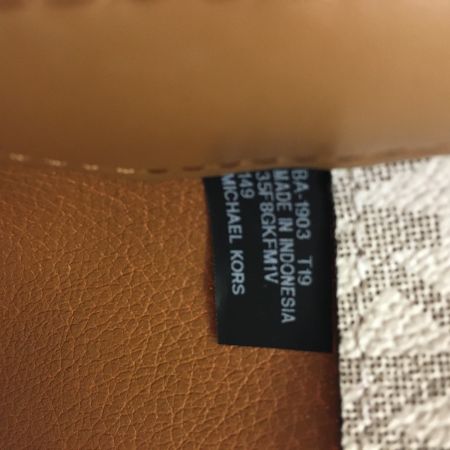 BA-1903 T19
MADE IN INDONESIA
35F8GKFM1V
149
MICHAEL KORS